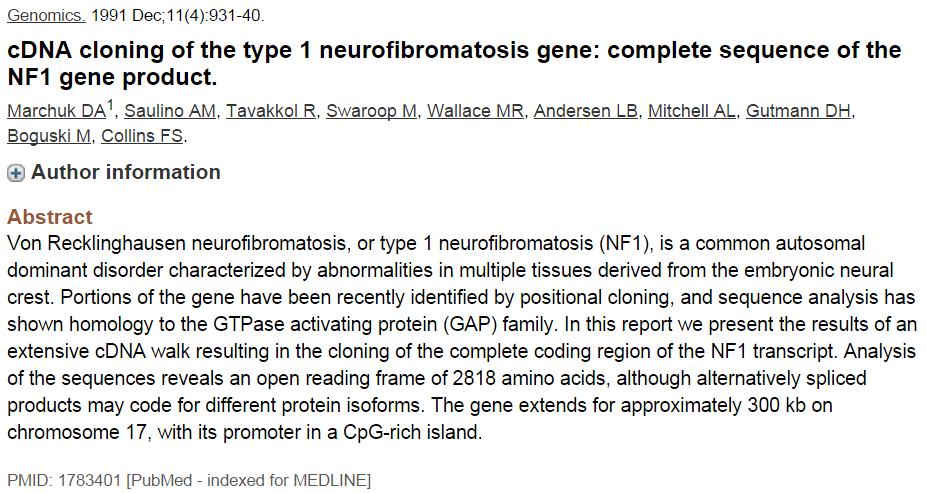 Genomics. 1991 Dec;11(4):931-40.
cDNA cloning of the type 1 neurofibromatosis gene: complete sequence of the
NF1 gene product.
Marchuk DA1, Saulino AM, Tavakkol R, Swaroop M, Wallace MR, Andersen LB, Mitchell AL, Gutmann DH,
Boguski M, Collins FS.
Author information
Abstract
Von Recklinghausen neurofibromatosis, or type 1 neurofibromatosis (NF1), is a common autosomal
dominant disorder characterized by abnormalities in multiple tissues derived from the embryonic neural
crest. Portions of the gene have been recently identified by positional cloning, and sequence analysis has
shown homology to the GTPase activating protein (GAP) family. In this report we present the results of an
extensive cDNA walk resulting in the cloning of the complete coding region of the NF1 transcript. Analysis
of the sequences reveals an open reading frame of 2818 amino acids, although alternatively spliced
products may code for different protein isoforms. The gene extends for approximately 300 kb on
chromosome 17, with its promoter in a CpG-rich island.
PMID: 1783401 [PubMed - indexed for MEDLINE]